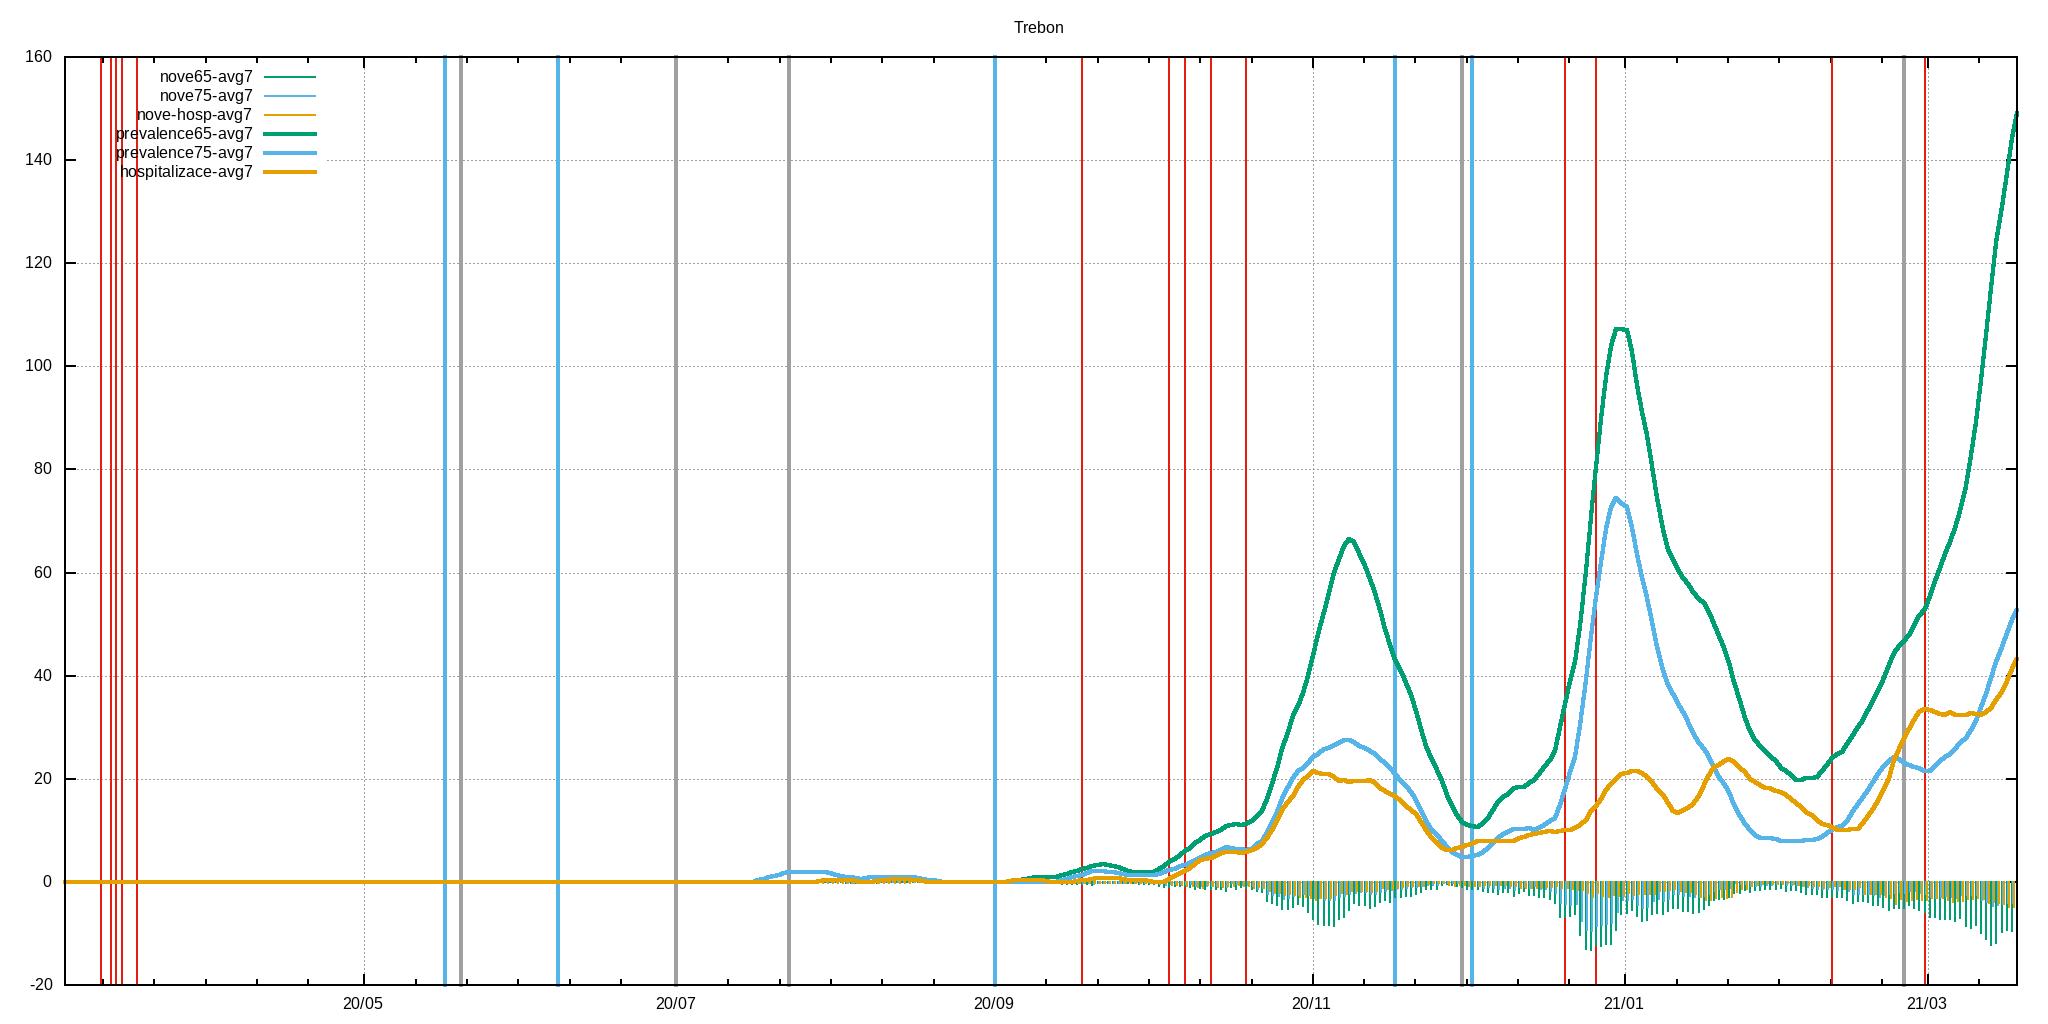 Trebon
160
140
120
100
80
60
40
20
0
-20
nove65-avg7
nove75-avg7
nove-hosp-avg7
prevalence65-avg7
prevalence75-avg7
hospitalizace-avg7
20/05 20/07 20/09 20/11 21/01 21/03